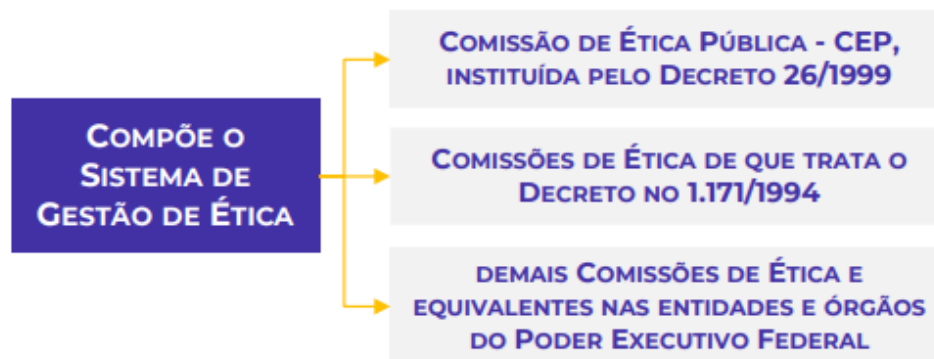 COMPÕE O
SISTEMA DE
GESTÃO DE ÉTICA
COMISSÃO DE ÉTICA PÚBLICA - CEP,
INSTITUÍDA PELO DECRETO 26/1999
COMISSÕES DE ÉTICA DE QUE TRATA O
DECRETO NO 1.171/1994
DEMAIS COMISSÕES DE ÉTICA E
EQUIVALENTES NAS ENTIDADES E ÓRGÃOS
DO PODER EXECUTIVO FEDERAL